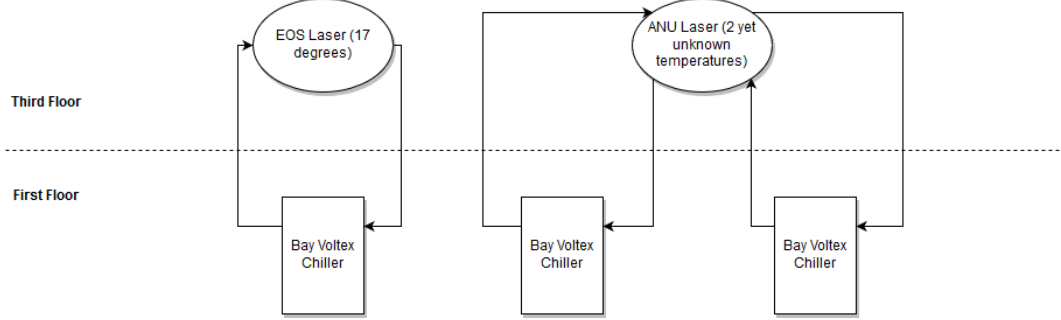 EOS Laser (17
degrees)
ANU Laser (2 yet
unknown
temperatures)
Third Floor
First Floor
Bay Voltex
Chiller
Bay Voltex
Chiller
Bay Voltex
Chiller